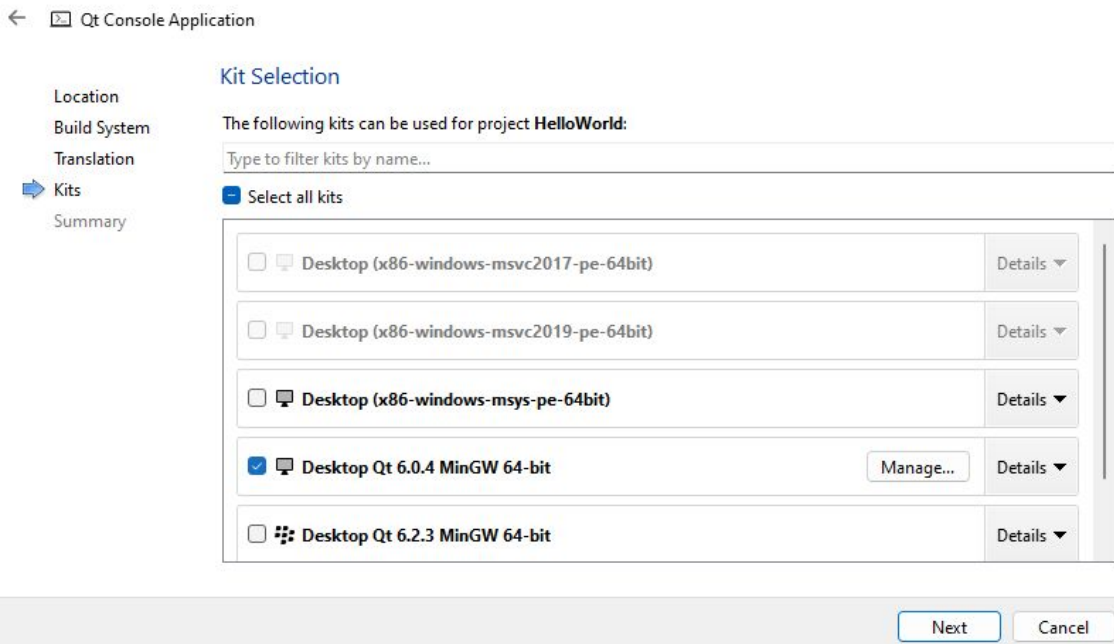 Qt Console Application
Location
Build System
Translation
Kits
Summary
Kit Selection
The following kits can be used for project HelloWorld:
Type to filter kits by name...
Select all kits
Desktop (x86-windows-msvc2017-pe-64bit) Details
Desktop (x86-windows-msvc2019-pe-64bit) Details
Desktop (x86-windows-msys-pe-64bit) Details
Desktop Qt 6.0.4 MinGW 64-bit Manage... Details
Desktop Qt 6.2.3 MinGW 64-bit Details
Next Cancel